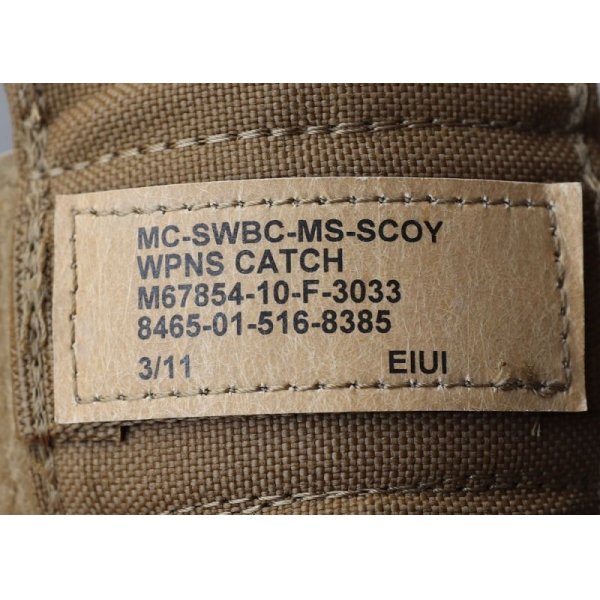 MC-SWBC-MS-SCOY
WPNS CATCH
M67854-10-F-3033
8465-01-516-8385
3/11 EIUI